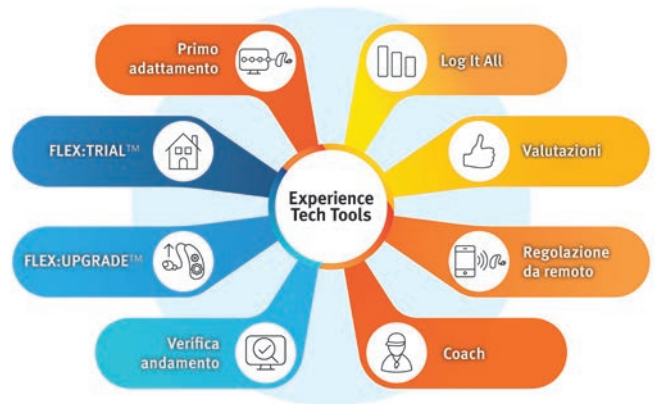 Primo
adattamento
Log It All
FLEX:TRIAL™
Valutazioni
Experience
Tech Tools
FLEX:UPGRADE™
Regolazione
da remoto
Verifica
andamento
Coach